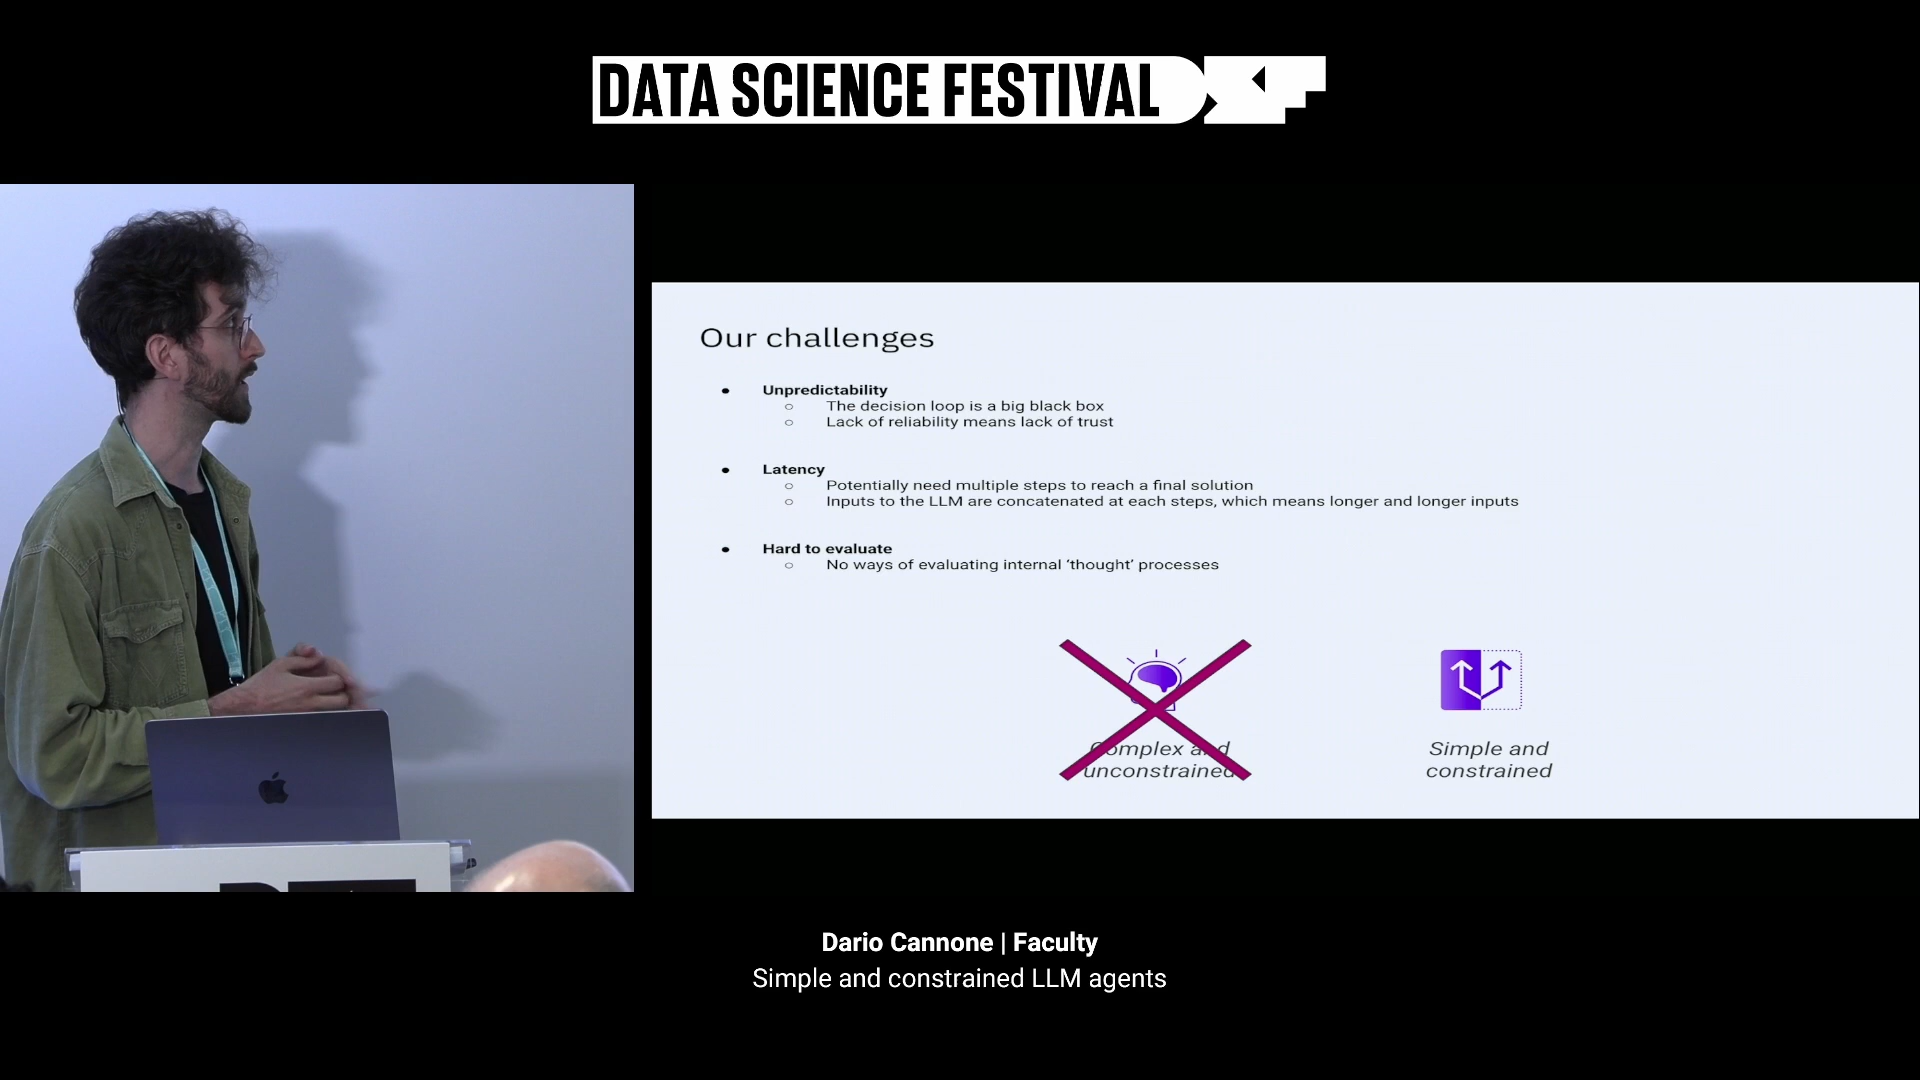 DATA SCIENCE FESTIVAL
Our challenges
Unpredictability
The decision loop is a big black box
Lack of reliability means lack of trust
Latency
Potentially need multiple steps to reach a final solution
Inputs to the LLM are concatenated at each steps, which means longer and longer inputs
Hard to evaluate
No ways of evaluating internal ‘thought’ processes
Complex and
unconstrained
Simple and
constrained
Dario Cannone | Faculty
Simple and constrained LLM agents